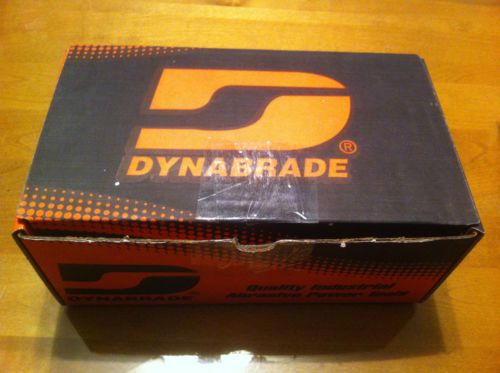 DYNABRADE®
DYNABRADE
Quality Industrial
Abrasive Power Tools